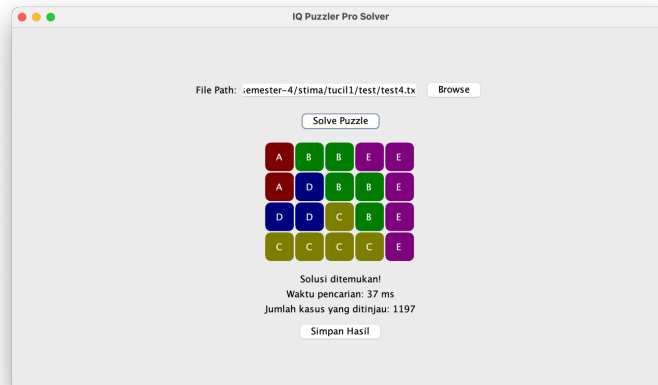 IQ Puzzler Pro Solver
File Path: emester-4/stima/tucil1/test/test4.tx Browse
Solve Puzzle
A B B E E
A D B B E
D D C B E
C C C C E
Solusi ditemukan!
Waktu pencarian: 37 ms
Jumlah kasus yang ditinjau: 1197
Simpan Hasil